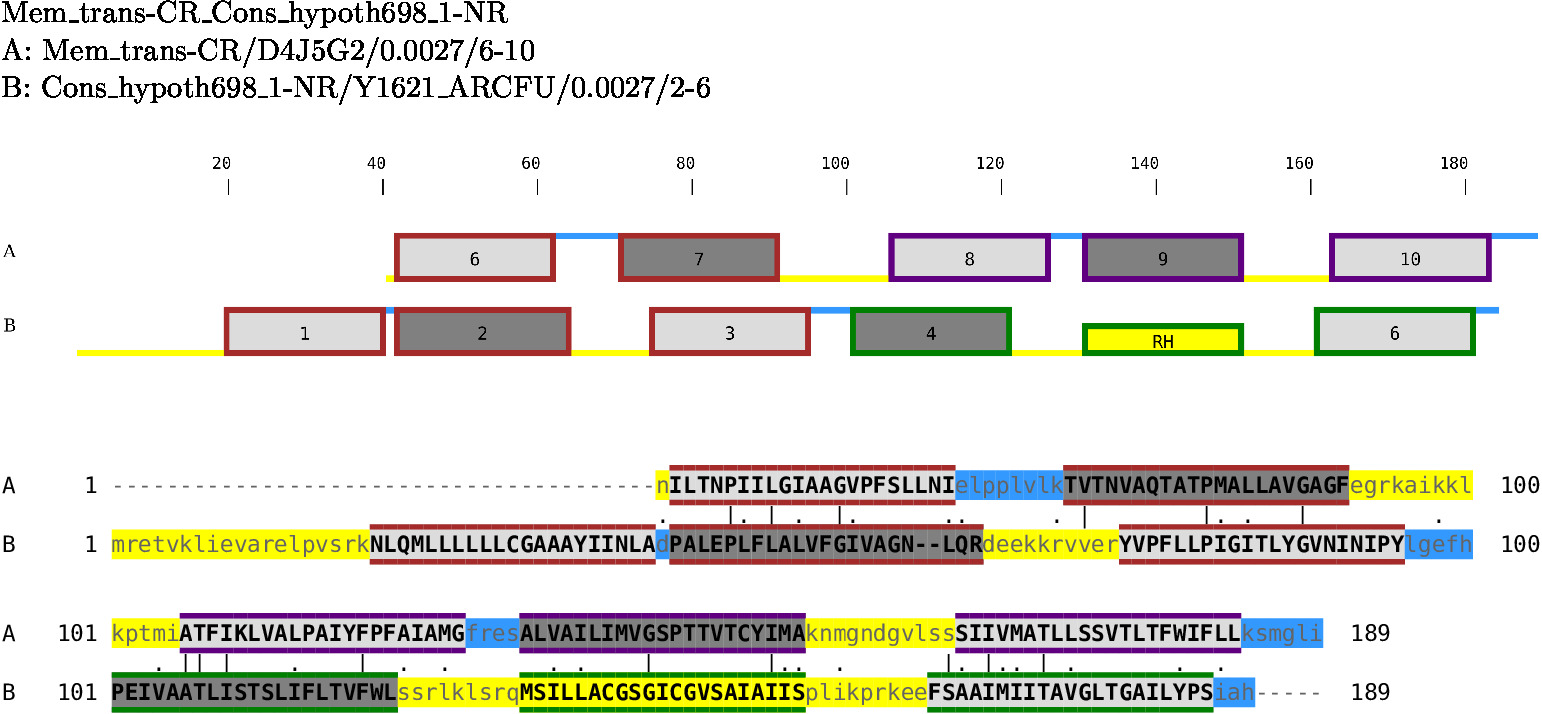 Mem_trans-CR_Cons_hypoth698_1-NR
A: Mem_trans-CR/D4J5G2/0.0027/6-10
B: Cons_hypoth698_1-NR/Y1621_ARCFU/0.0027/2-6
20 40 60 80 100 120 140 160 180
A 6 7 8 9 10
B 1 2 3 4 RH 6
A 1 ----------------------------------------nILTNPIILGIAAGVPFSLLNIelpplvlkTVTNVAQTATPMALLAVGAGFegrkaikkl 100
B 1 mretvklievarelpvsrkNLQMLLLLLLCGAAAYIINLAdPALEPLFLALVFGIVAGN--LQRdeekkrvverYVPFLLPIGITLYGVNINIPYlgefh 100
A 101 kptmiATFIKLVALPAIYFPFAIAMGfresALVAILIMVGSPTTVTCYIMAknmgndgvlssSIIVMATLLSSVTLTFWIFLLksmgli 189
B 101 PEIVAATLISTSLIFLTVFWLssrlklsrqMSILLACGSGICGVSAIAIISplikprkeeFSAAIMIITAVGLTGAILYPSiah----- 189